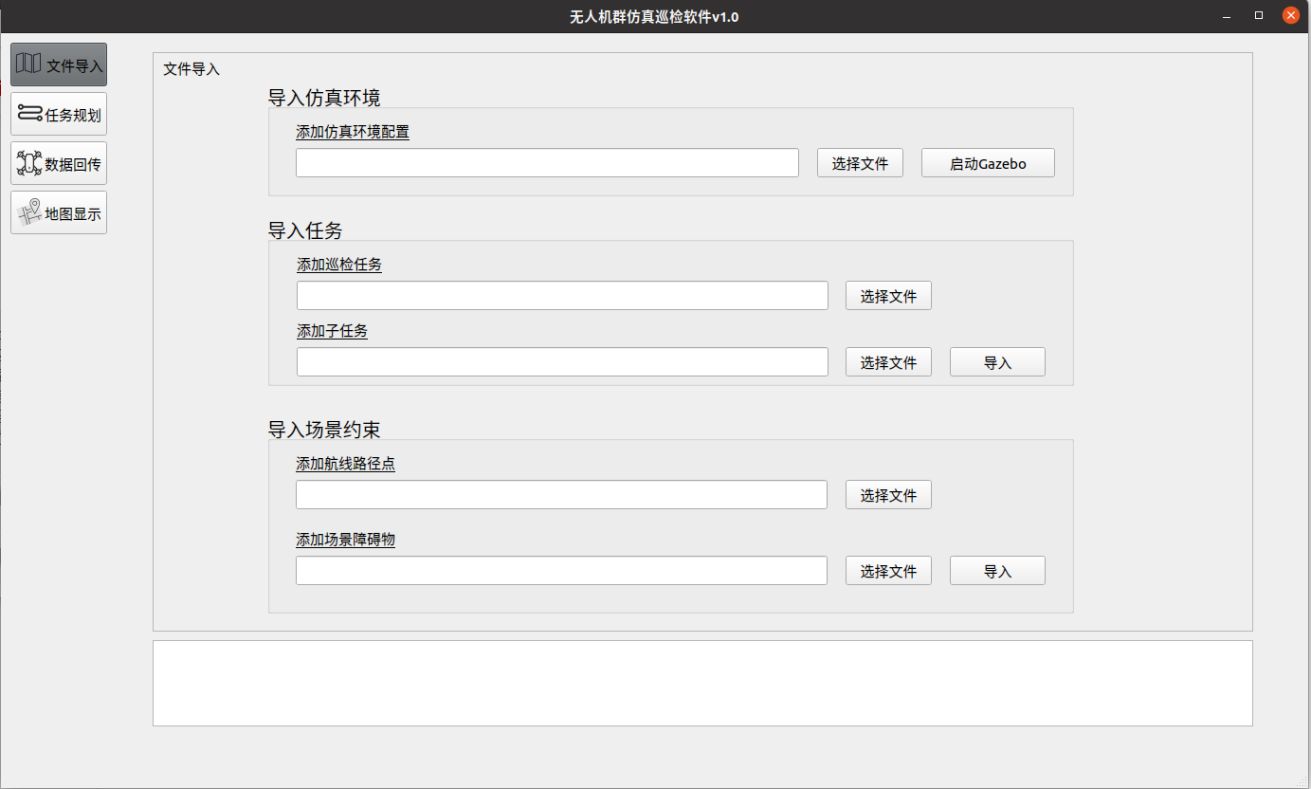 无人机群仿真巡检软件v1.0
文件导入
任务规划
数据回传
地图显示
文件导入
导入仿真环境
添加仿真环境配置
选择文件 启动Gazebo
导入任务
添加巡检任务
选择文件
添加子任务
选择文件 导入
导入场景约束
添加航线路径点
选择文件
添加场景障碍物
选择文件 导入